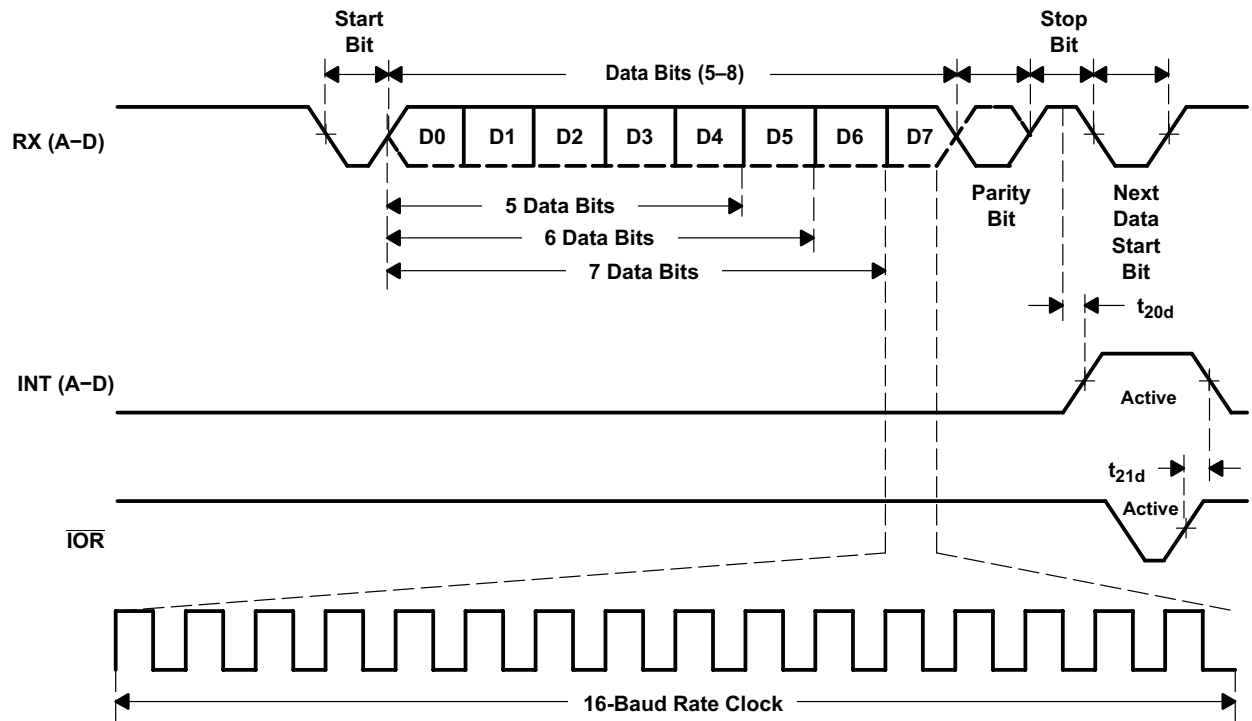 Start
Bit
Stop
Bit
Data Bits (5–8)
RX (A–D)
D0 D1 D2 D3 D4 D5 D6 D7
Parity
Bit
Next
Data
Start
Bit
5 Data Bits
6 Data Bits
7 Data Bits
t20d
INT (A–D)
Active
t21d
Active
IOR
16-Baud Rate Clock